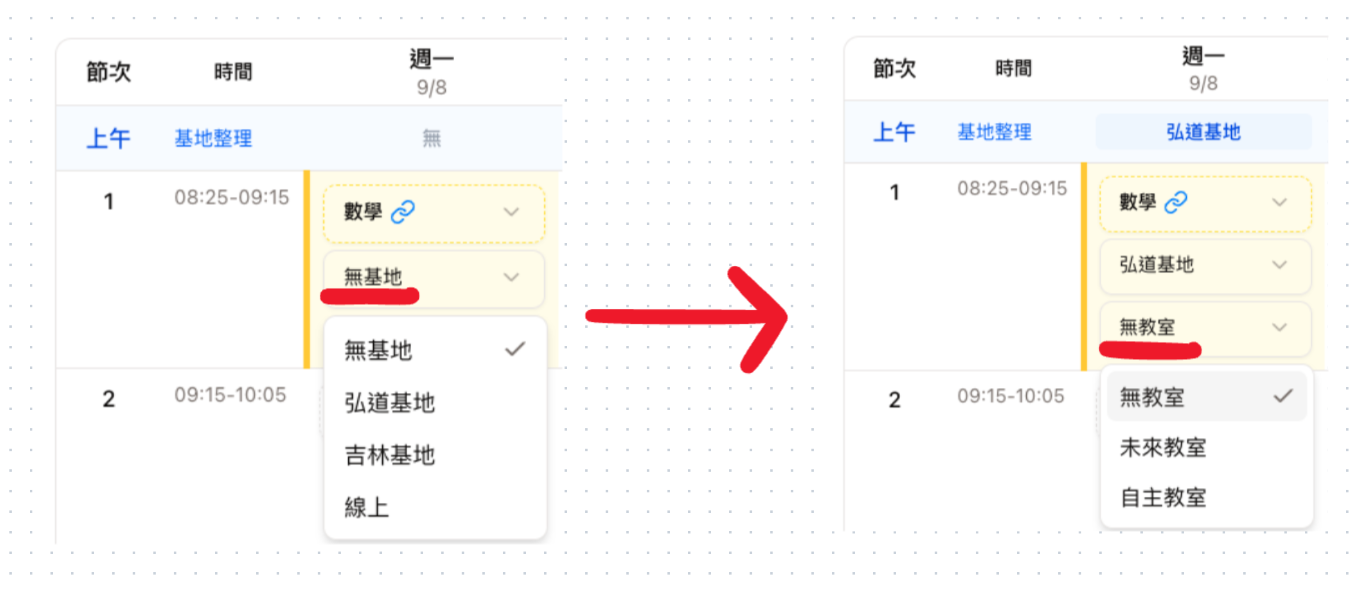 節次 時間 週一
9/8
上午 基地整理 無
1 08:25-09:15 數學
無基地
無基地
弘道基地
吉林基地
線上
2 09:15-10:05
節次 時間 週一
9/8
上午 基地整理 弘道基地
1 08:25-09:15 數學
弘道基地
無教室
無教室
未來教室
自主教室
2 09:15-10:05